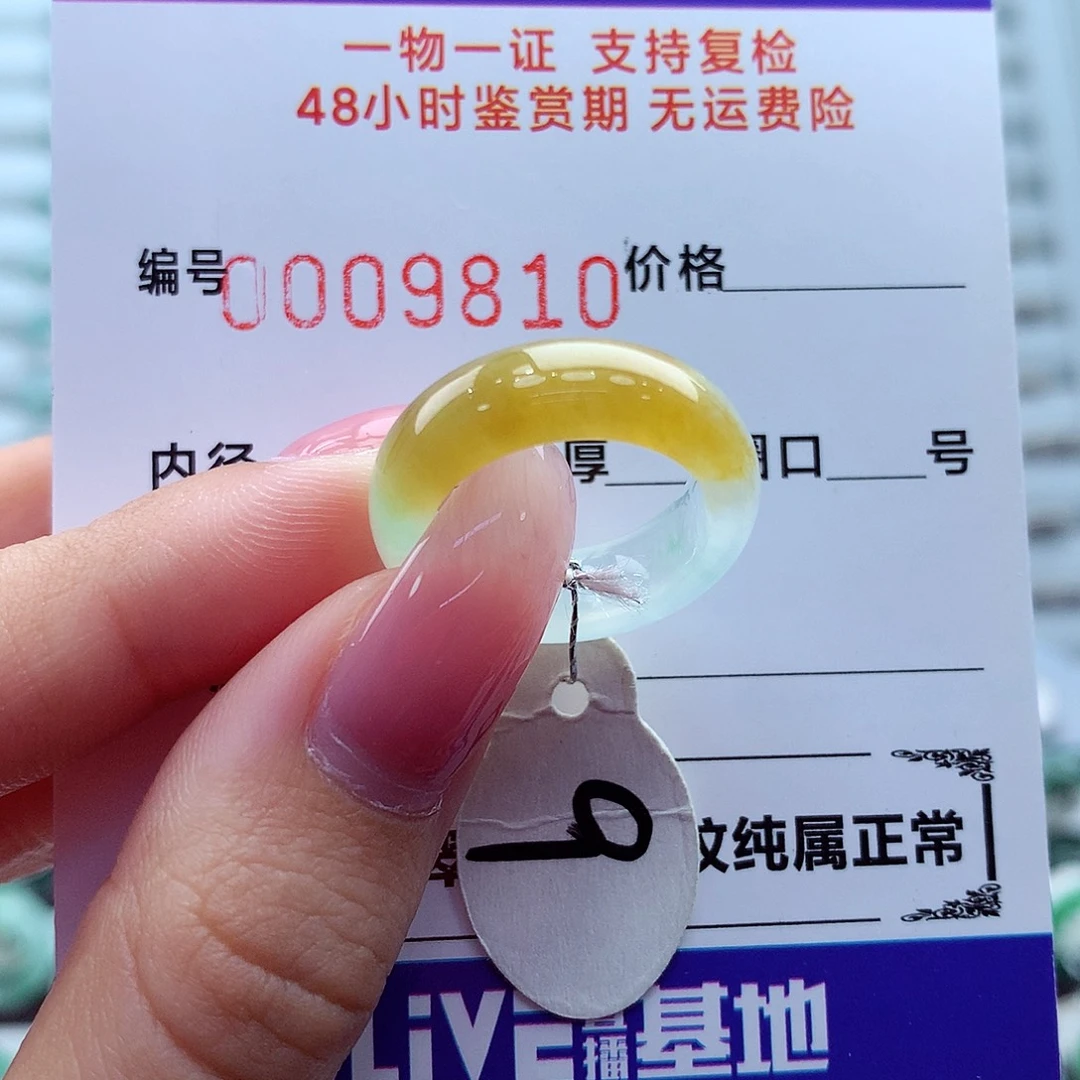 一物一证 支持复检
48小时鉴赏期 无运费险
编号0009810价格
内径 厚 圈口 号
9
纹纯属正常
LiVE直播基地